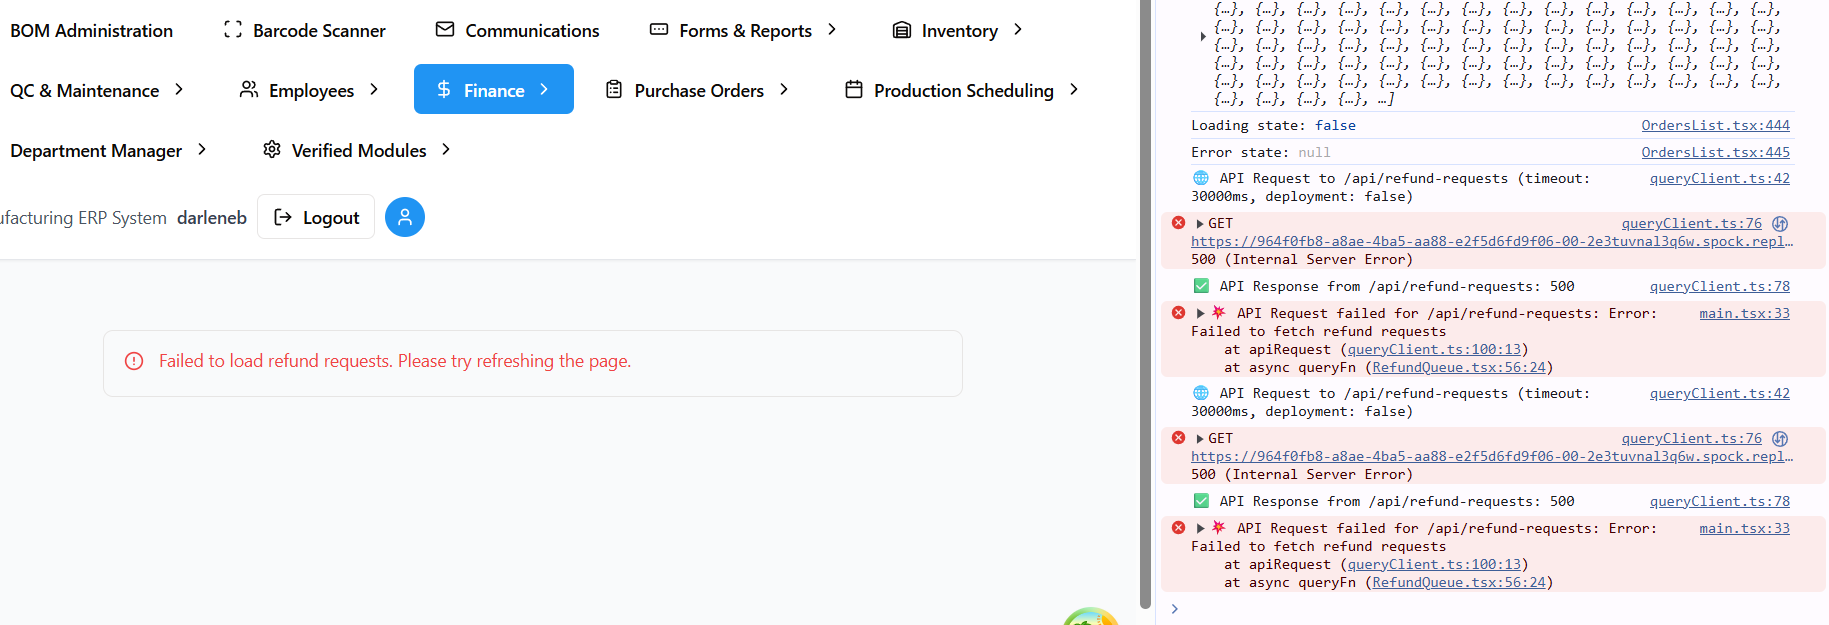 BOM Administration
Barcode Scanner
Communications
Forms & Reports
Inventory
QC & Maintenance
Employees
Finance
Purchase Orders
Production Scheduling
Department Manager
Verified Modules
ufacturing ERP System darleneb
Logout
Failed to load refund requests. Please try refreshing the page.
{…}, {…}, {…}, {…}, {…}, {…}, {…}, {…}, {…}, {…}, {…}, {…}, {…}, {…},
{…}, {…}, {…}, {…}, {…}, {…}, {…}, {…}, {…}, {…}, {…}, {…}, {…}, {…},
{…}, {…}, {…}, {…}, {…}, {…}, {…}, {…}, {…}, {…}, {…}, {…}, {…}, {…},
{…}, {…}, {…}, {…}, {…}, {…}, {…}, {…}, {…}, {…}, {…}, {…}, {…}, {…},
{…}, {…}, {…}, {…}, {…}, {…}, {…}, {…}, {…}, {…}, {…}, {…}, {…}, {…},
{…}, {…}, {…}, {…}, …]
Loading state: false OrdersList.tsx:444
Error state: null OrdersList.tsx:445
🌐 API Request to /api/refund-requests (timeout: queryClient.ts:42
30000ms, deployment: false)
GET queryClient.ts:76
https://964f0fb8-a8ae-4ba5-aa88-e2f5d6fd9f06-00-2e3tuvnal3q6w.spock.repl…
500 (Internal Server Error)
✅ API Response from /api/refund-requests: 500 queryClient.ts:78
💥 API Request failed for /api/refund-requests: Error: main.tsx:33
Failed to fetch refund requests
at apiRequest (queryClient.ts:100:13)
at async queryFn (RefundQueue.tsx:56:24)
🌐 API Request to /api/refund-requests (timeout: queryClient.ts:42
30000ms, deployment: false)
GET queryClient.ts:76
https://964f0fb8-a8ae-4ba5-aa88-e2f5d6fd9f06-00-2e3tuvnal3q6w.spock.repl…
500 (Internal Server Error)
✅ API Response from /api/refund-requests: 500 queryClient.ts:78
💥 API Request failed for /api/refund-requests: Error: main.tsx:33
Failed to fetch refund requests
at apiRequest (queryClient.ts:100:13)
at async queryFn (RefundQueue.tsx:56:24)